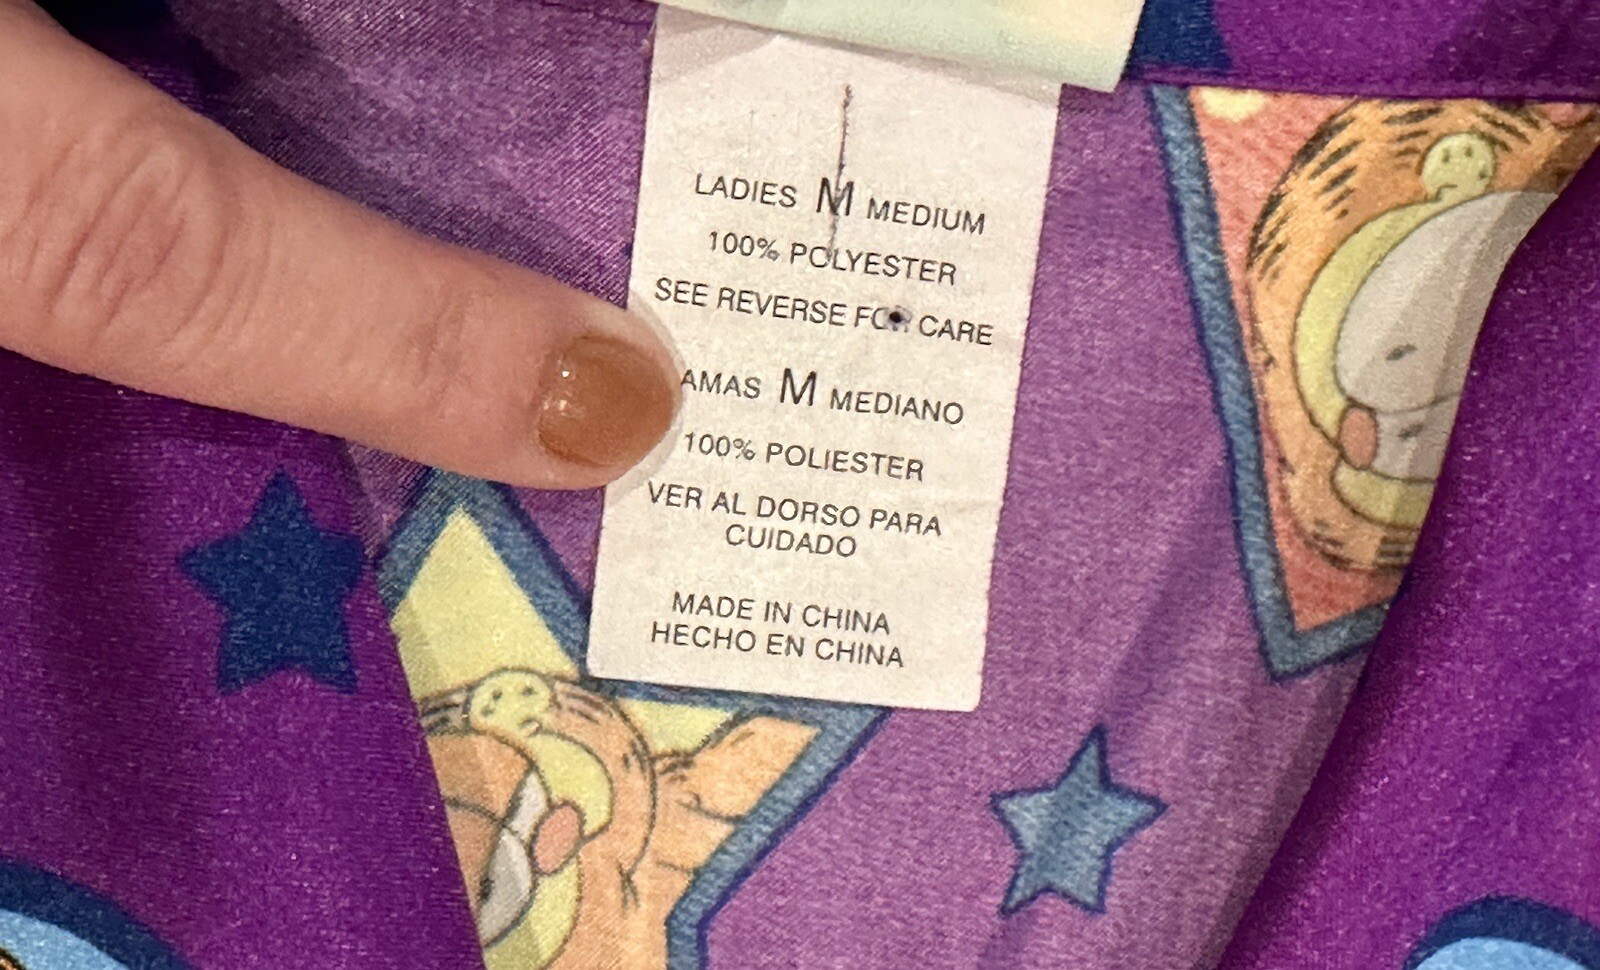 LADIES M MEDIUM
100% POLYESTER
SEE REVERSE FOR CARE
AMAS M MEDIANO
100% POLIESTER
VER AL DORSO PARA
CUIDADO
MADE IN CHINA
HECHO EN CHINA